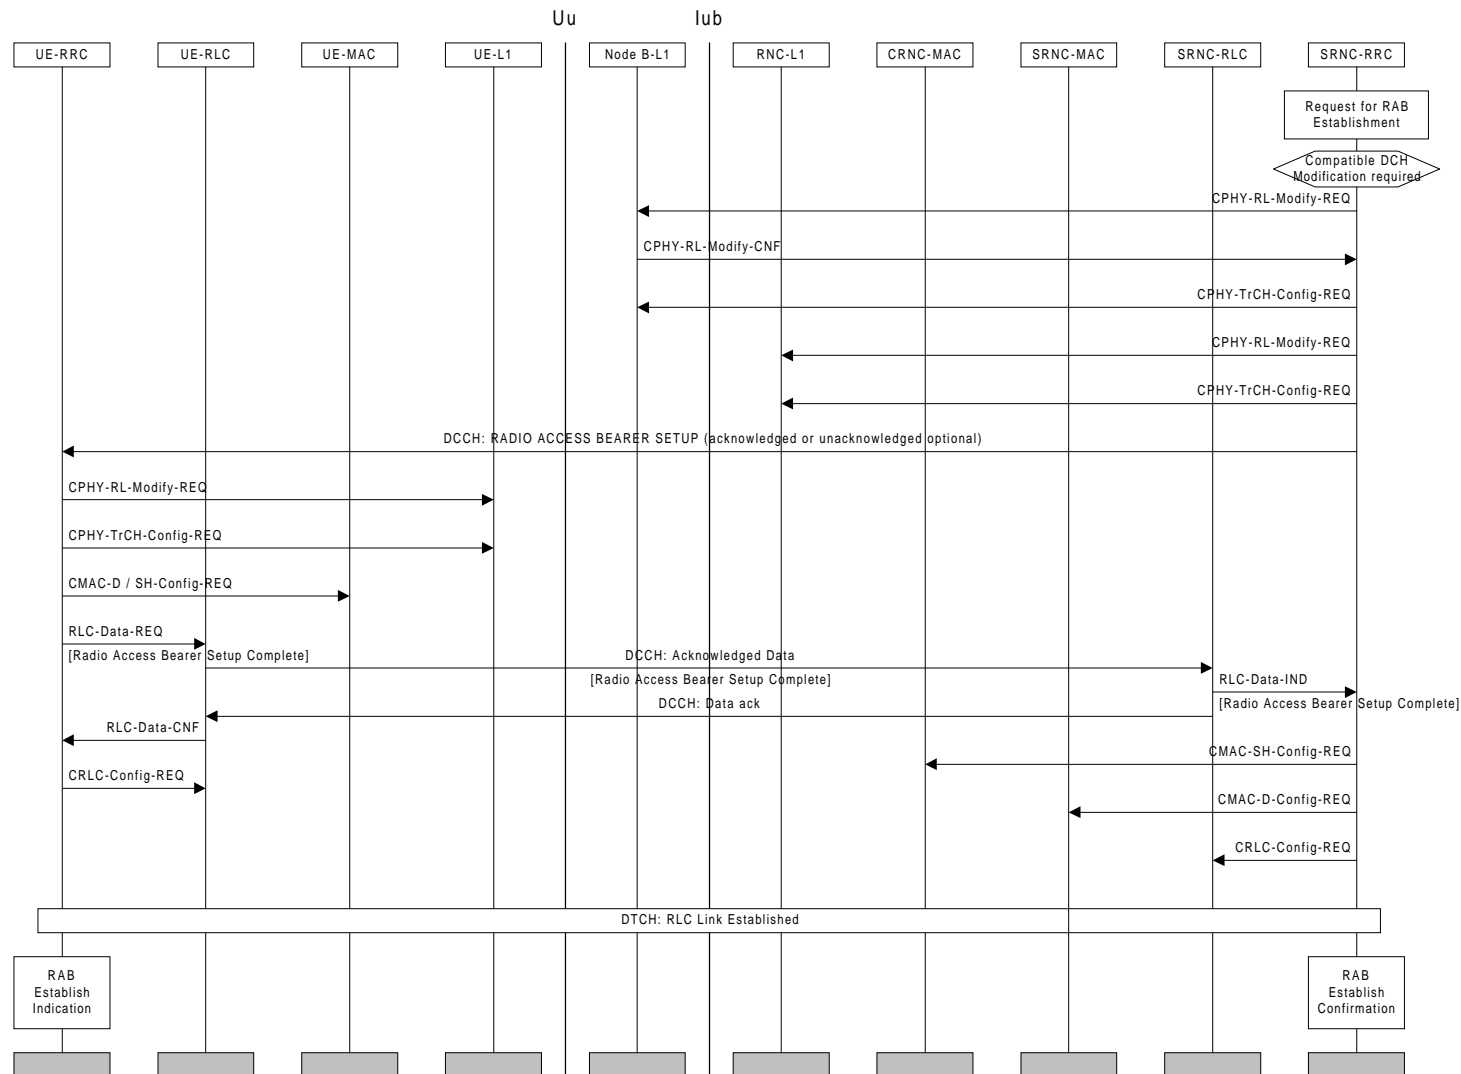 Uu
Iub
UE-RRC
UE-RLC
UE-MAC
UE-L1
Node B-L1
RNC-L1
CRNC-MAC
SRNC-MAC
SRNC-RLC
SRNC-RRC
Request for RAB
Establishment
Compatible DCH
Modification required
CPHY-RL-Modify-REQ
CPHY-RL-Modify-CNF
CPHY-TrCH-Config-REQ
CPHY-RL-Modify-REQ
CPHY-TrCH-Config-REQ
DCCH: RADIO ACCESS BEARER SETUP (acknowledged or unacknowledged optional)
CPHY-RL-Modify-REQ
CPHY-TrCH-Config-REQ
CMAC-D / SH-Config-REQ
RLC-Data-REQ
[Radio Access Bearer Setup Complete]
DCCH: Acknowledged Data
[Radio Access Bearer Setup Complete]
RLC-Data-IND
[Radio Access Bearer Setup Complete]
DCCH: Data ack
RLC-Data-CNF
CMAC-SH-Config-REQ
CRLC-Config-REQ
CMAC-D-Config-REQ
CRLC-Config-REQ
DTCH: RLC Link Established
RAB
Establish
Indication
RAB
Establish
Confirmation